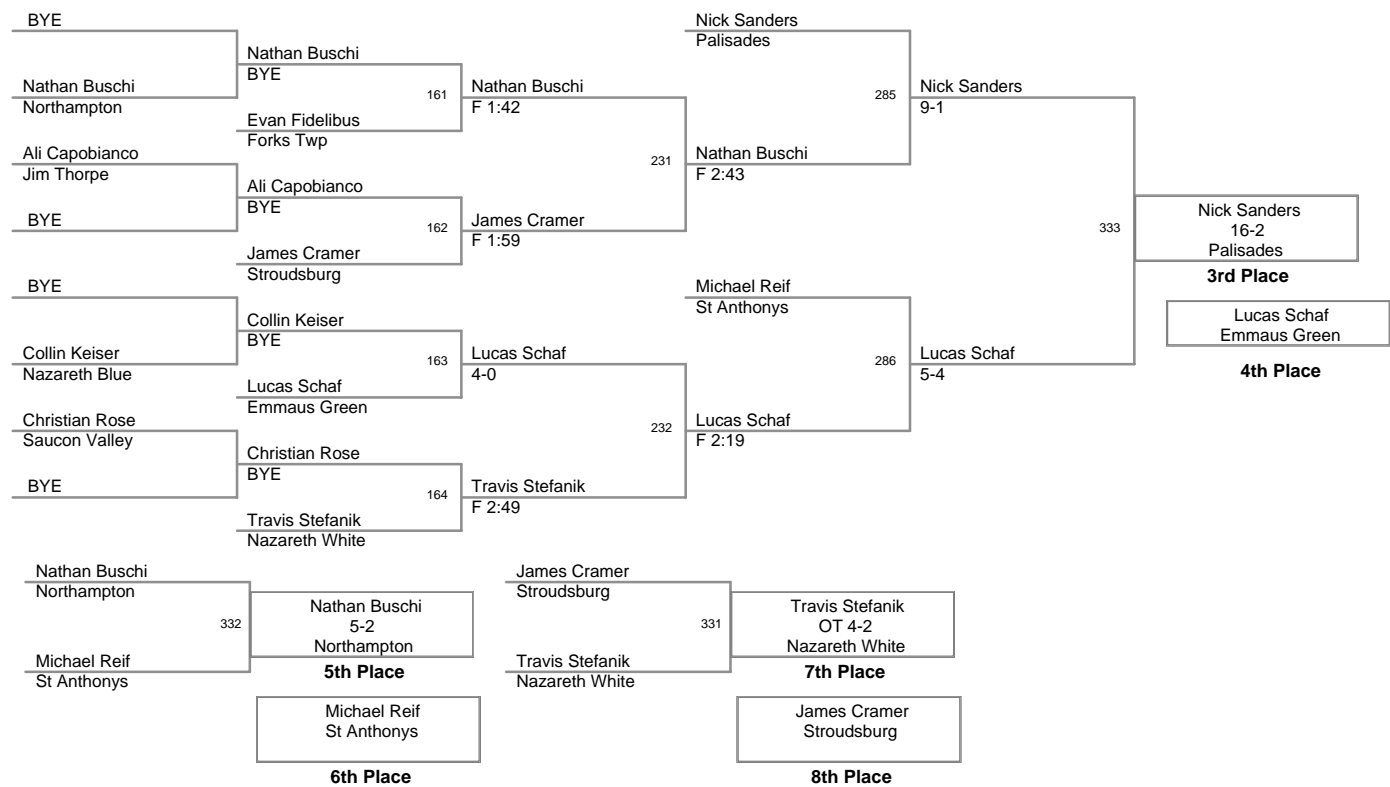 BYE
Nathan Buschi
Northampton
Ali Capobianco
Jim Thorpe
BYE
BYE
Collin Keiser
Nazareth Blue
Christian Rose
Saucon Valley
BYE
Nathan Buschi
BYE
161
Evan Fidelibus
Forks Twp
Ali Capobianco
BYE
162
James Cramer
Stroudsburg
Collin Keiser
BYE
163
Lucas Schaf
Emmaus Green
Christian Rose
BYE
164
Travis Stefanik
Nazareth White
Nathan Buschi
F 1:42
231
James Cramer
F 1:59
Lucas Schaf
4-0
232
Travis Stefanik
F 2:49
Nick Sanders
Palisades
285
Nathan Buschi
F 2:43
Michael Reif
St Anthonys
286
Lucas Schaf
F 2:19
Nick Sanders
9-1
333
Lucas Schaf
5-4
Nick Sanders
16-2
Palisades
3rd Place
Lucas Schaf
Emmaus Green
4th Place
Nathan Buschi
Northampton
332
Michael Reif
St Anthonys
Nathan Buschi
5-2
Northampton
5th Place
Michael Reif
St Anthonys
6th Place
James Cramer
Stroudsburg
331
Travis Stefanik
Nazareth White
Travis Stefanik
OT 4-2
Nazareth White
7th Place
James Cramer
Stroudsburg
8th Place